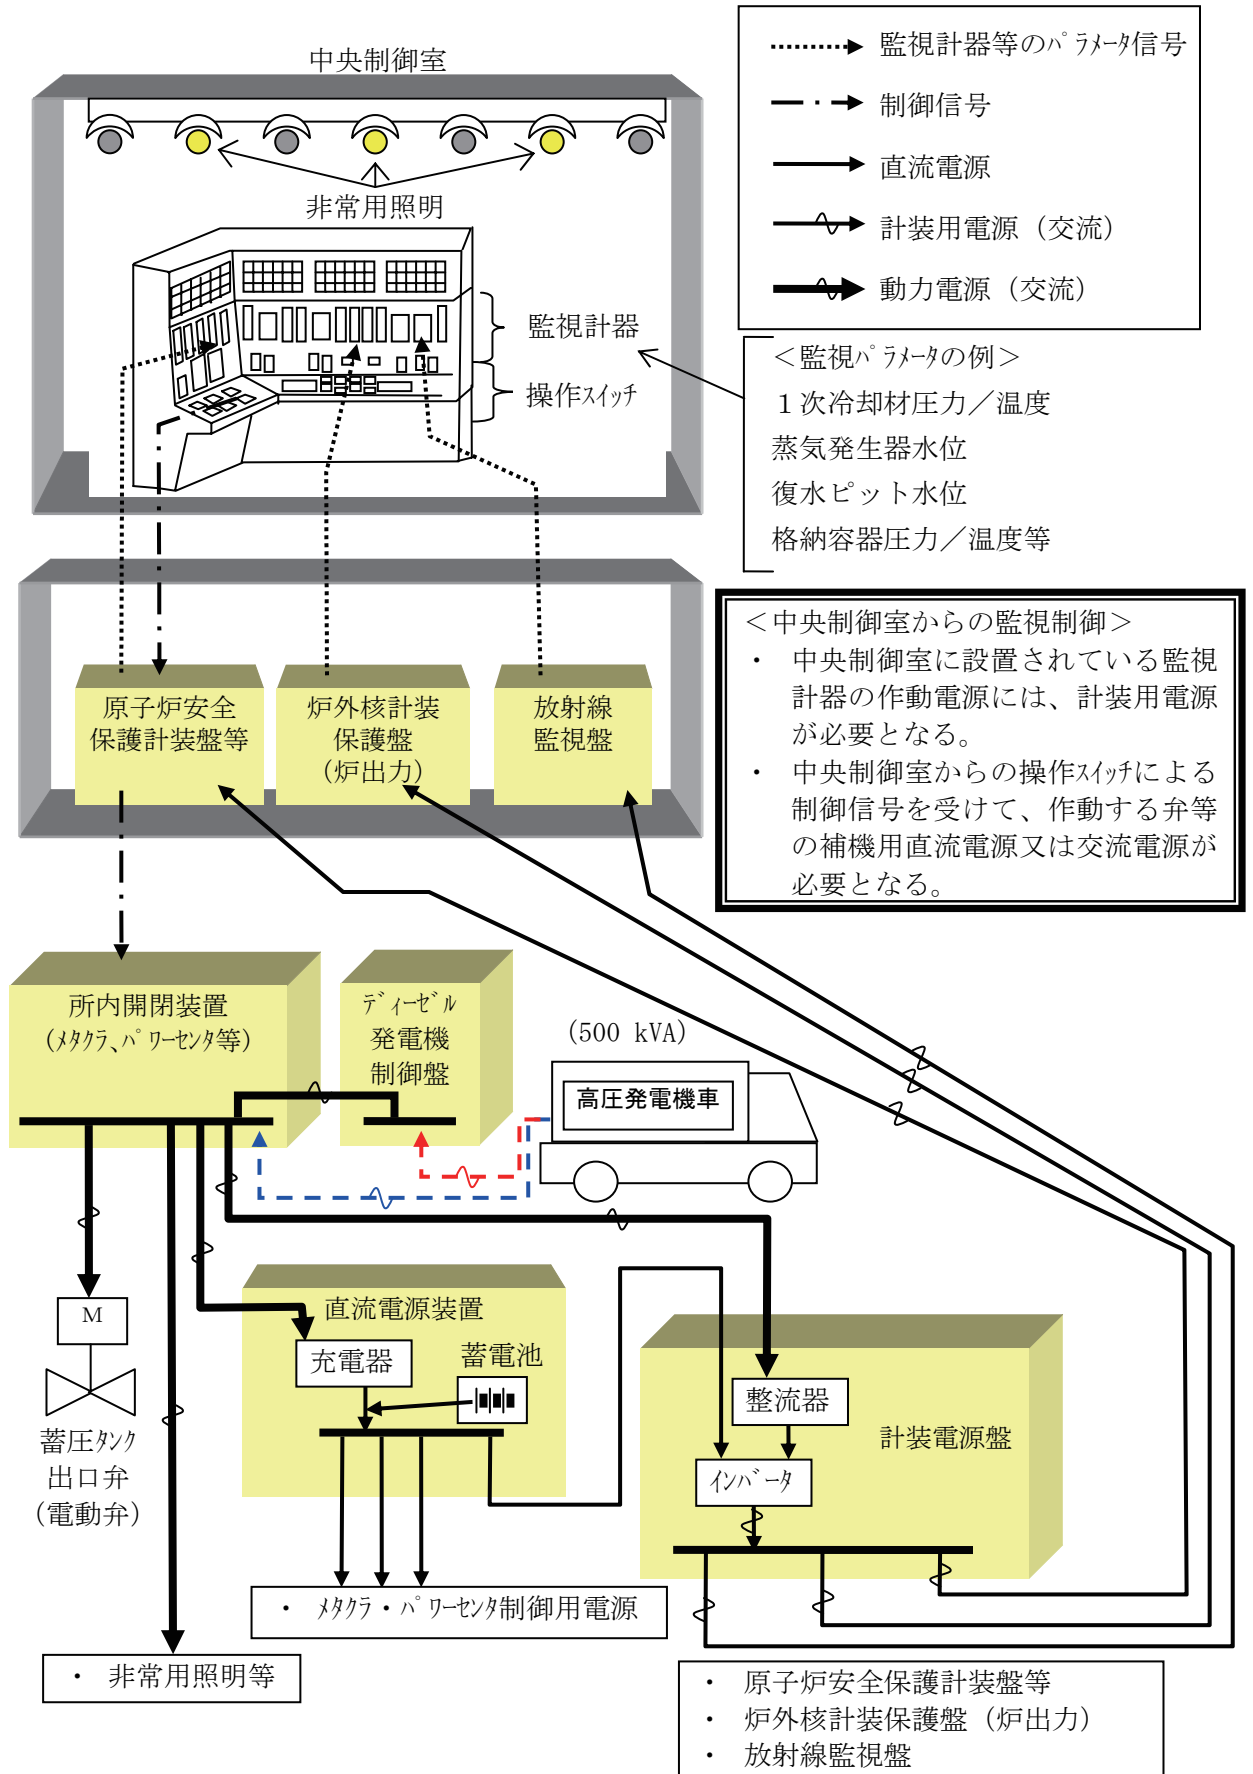 中央制御室
監視計器等のﾊﾟﾗﾒｰﾀ信号
制御信号
直流電源
計装用電源（交流）
動力電源（交流）
非常用照明
監視計器
操作ｽｲｯﾁ
＜監視ﾊﾟﾗﾒｰﾀの例＞
１次冷却材圧力／温度
蒸気発生器水位
復水ピット水位
格納容器圧力／温度等
＜中央制御室からの監視制御＞
・ 中央制御室に設置されている監視
計器の作動電源には、計装用電源
が必要となる。
・ 中央制御室からの操作ｽｲｯﾁによる
制御信号を受けて、作動する弁等
の補機用直流電源又は交流電源が
必要となる。
原子炉安全
保護計装盤等
炉外核計装
保護盤
（炉出力）
放射線
監視盤
所内開閉装置
（ﾒﾀｸﾗ、ﾊﾟﾜｰｾﾝﾀ等）
ﾃﾞｨｰｾﾞﾙ
発電機
制御盤
(500 kVA)
高圧発電機車
M
蓄圧ﾀﾝｸ
出口弁
（電動弁）
直流電源装置
充電器
蓄電池
整流器
計装電源盤
ｲﾝﾊﾞｰﾀ
・ ﾒﾀｸﾗ・ﾊﾟﾜｰｾﾝﾀ制御用電源
・ 非常用照明等
・ 原子炉安全保護計装盤等
・ 炉外核計装保護盤（炉出力）
・ 放射線監視盤